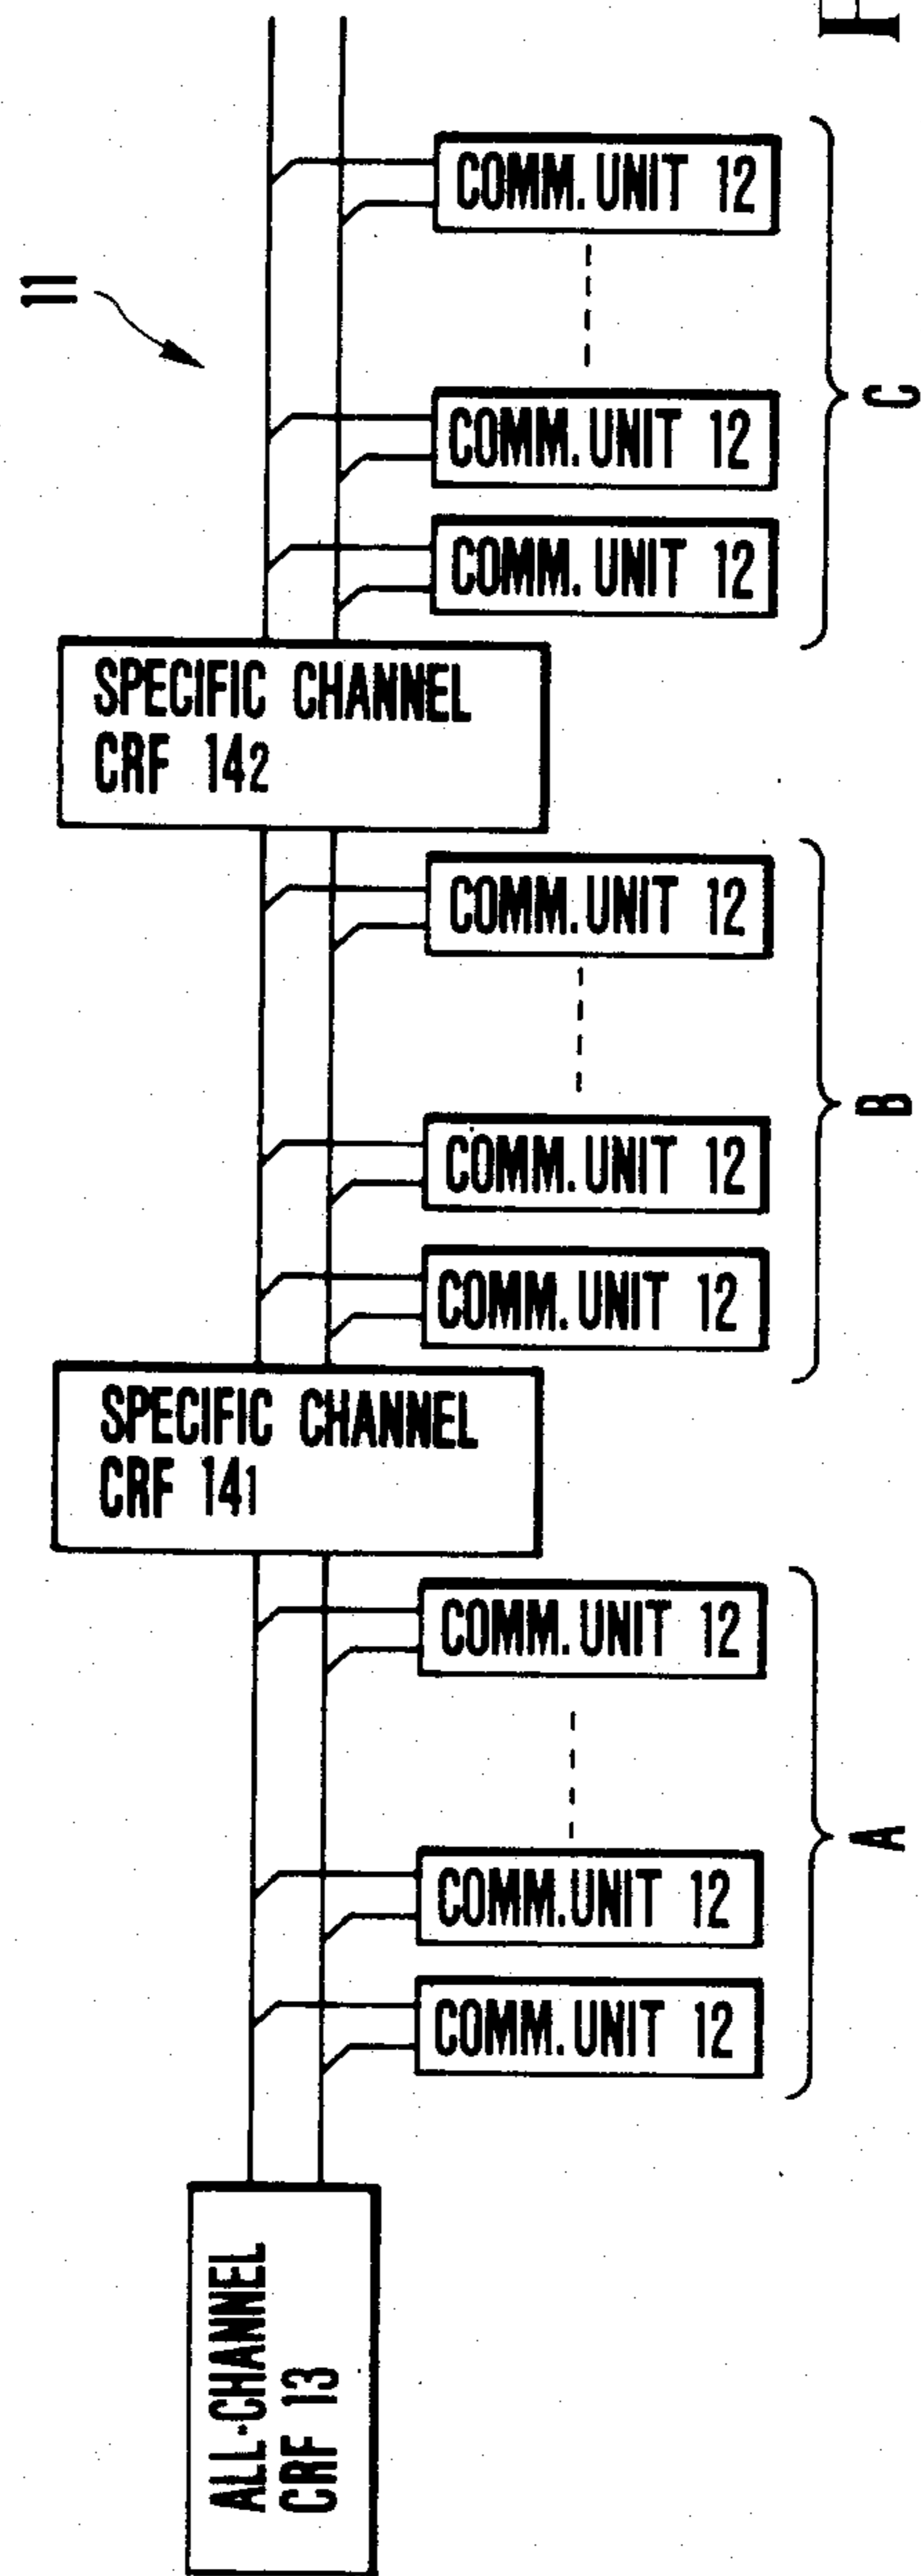 11
ALL-CHANNEL
CRF 13
SPECIFIC CHANNEL
CRF 141
SPECIFIC CHANNEL
CRF 142
COMM. UNIT 12
COMM. UNIT 12
COMM. UNIT 12
COMM. UNIT 12
COMM. UNIT 12
COMM. UNIT 12
COMM. UNIT 12
COMM. UNIT 12
COMM. UNIT 12
A
B
C